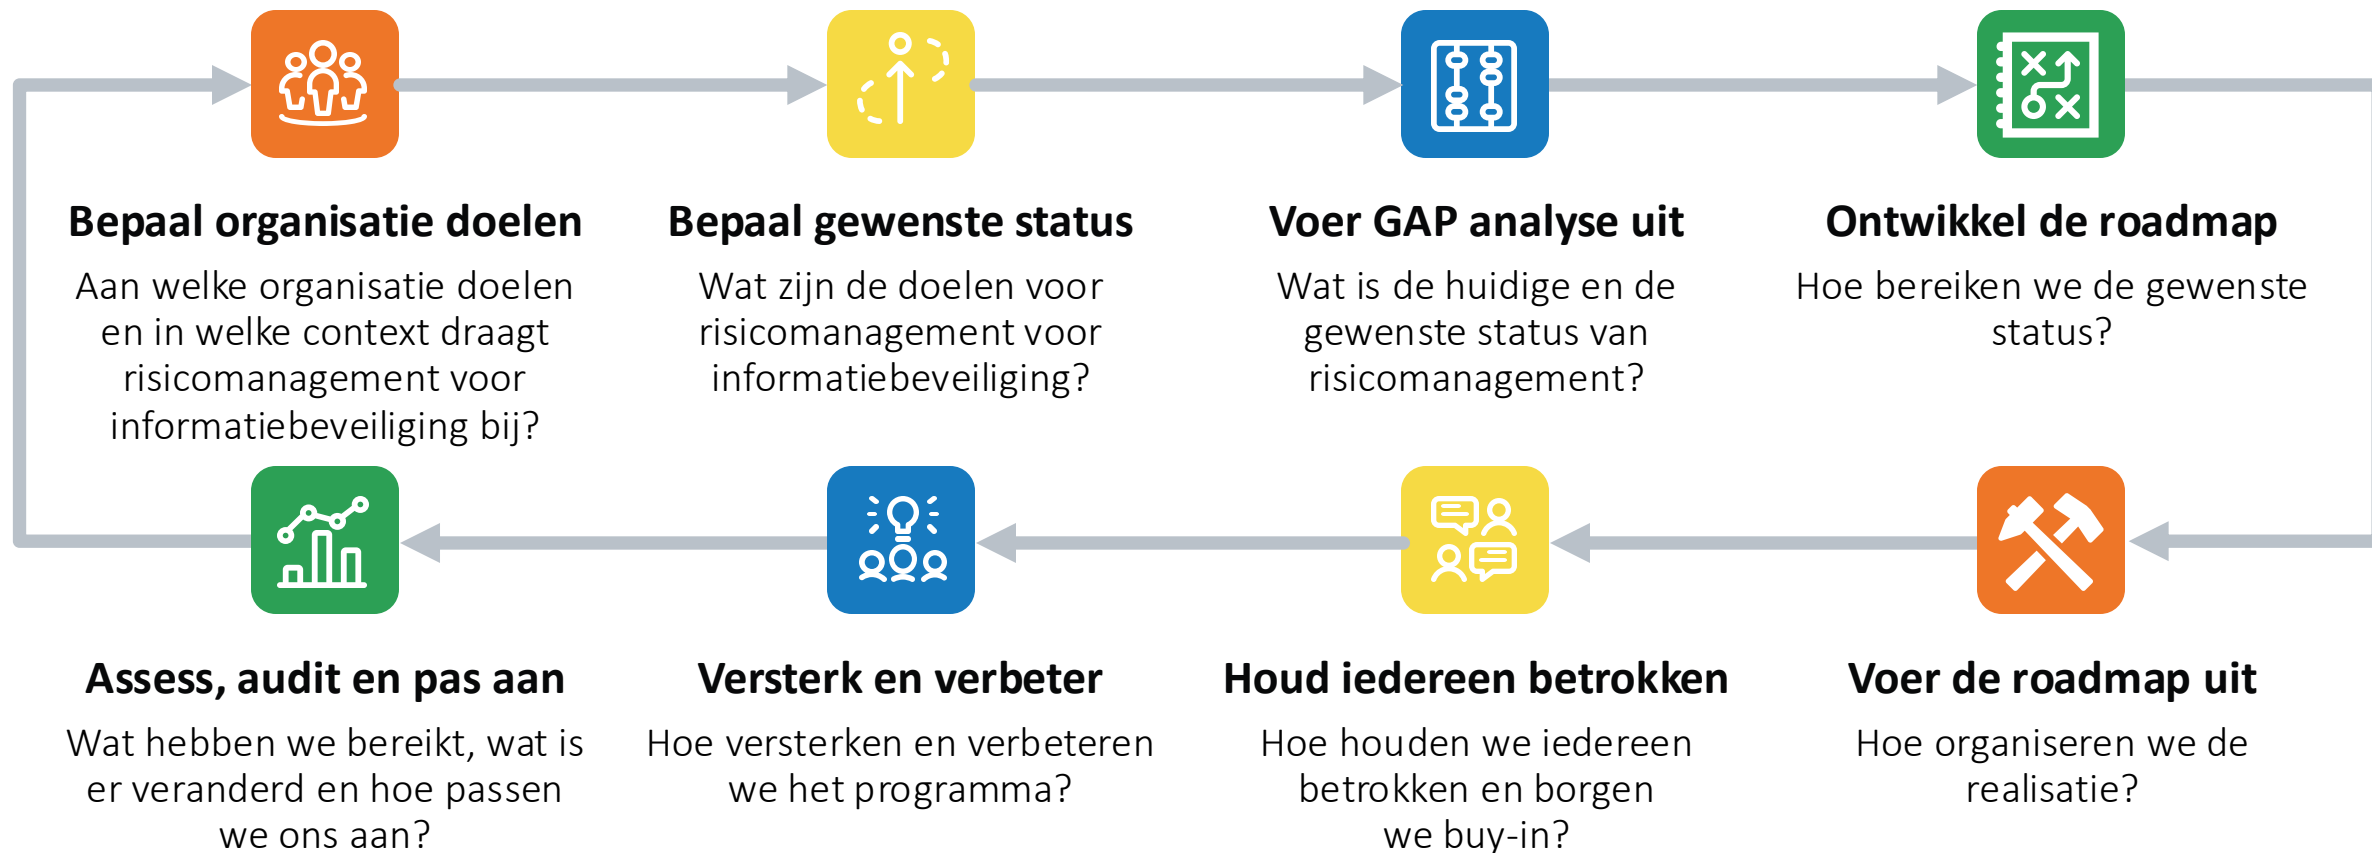 Bepaal organisatie doelen
Aan welke organisatie doelen
en in welke context draagt
risicomanagement voor
informatiebeveiliging bij?
Bepaal gewenste status
Wat zijn de doelen voor
risicomanagement voor
informatiebeveiliging?
Voer GAP analyse uit
Wat is de huidige en de
gewenste status van
risicomanagement?
Ontwikkel de roadmap
Hoe bereiken we de gewenste
status?
Voer de roadmap uit
Hoe organiseren we de
realisatie?
Houd iedereen betrokken
Hoe houden we iedereen
betrokken en borgen
we buy-in?
Versterk en verbeter
Hoe versterken en verbeteren
we het programma?
Assess, audit en pas aan
Wat hebben we bereikt, wat is
er veranderd en hoe passen
we ons aan?